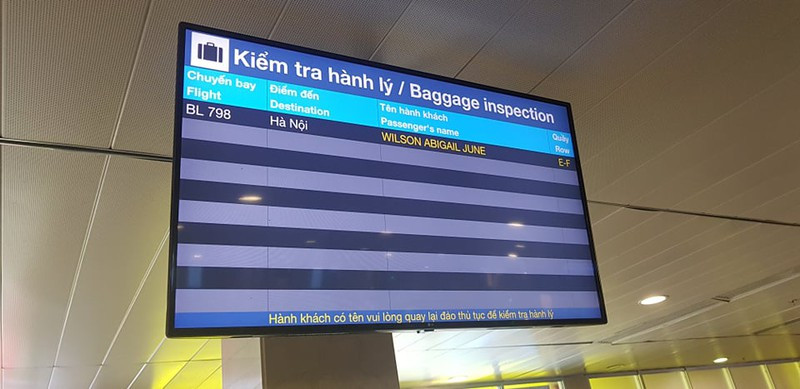 Kiểm tra hành lý / Baggage inspection
Chuyến bay Điểm đến Tên hành khách Quầy
Flight Destination Passenger's name Row
BL 798 Hà Nội WILSON ABIGAIL JUNE E-F
Hành khách có tên vui lòng quay lại đảo thủ tục để kiểm tra hành lý